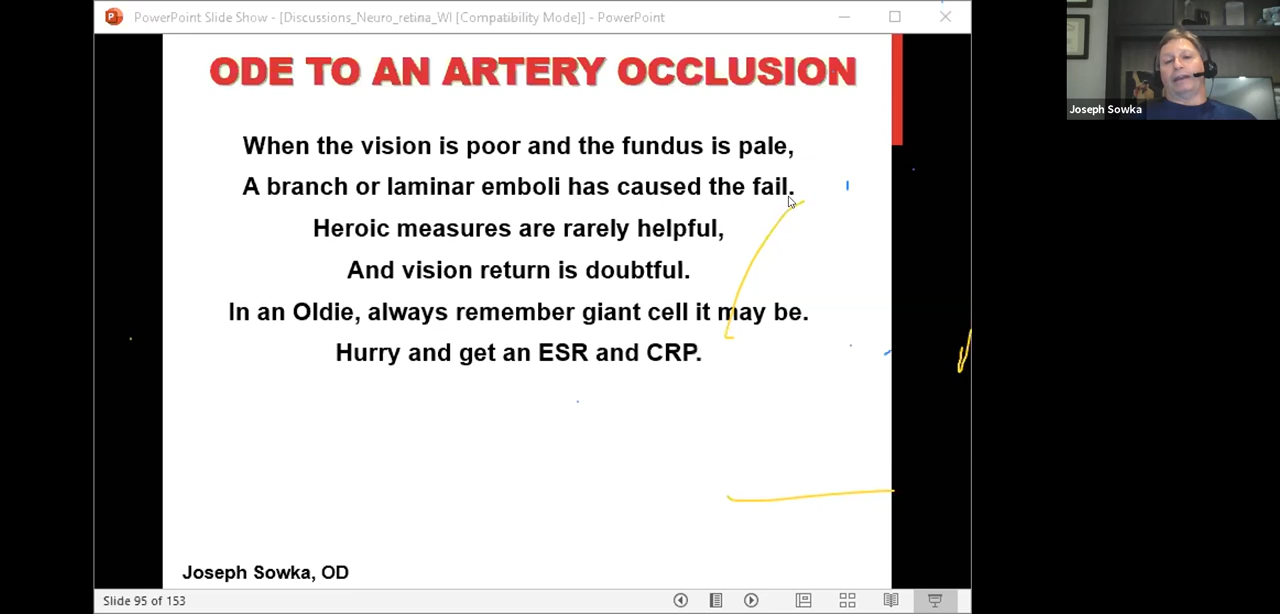 PowerPoint Slide Show - [Discussions_Neuro_retina_WI [Compatibility Mode]] - PowerPoint
ODE TO AN ARTERY OCCLUSION
When the vision is poor and the fundus is pale,
A branch or laminar emboli has caused the fail.
Heroic measures are rarely helpful,
And vision return is doubtful.
In an Oldie, always remember giant cell it may be.
Hurry and get an ESR and CRP.
Joseph Sowka, OD
Slide 95 of 153
Joseph Sowka